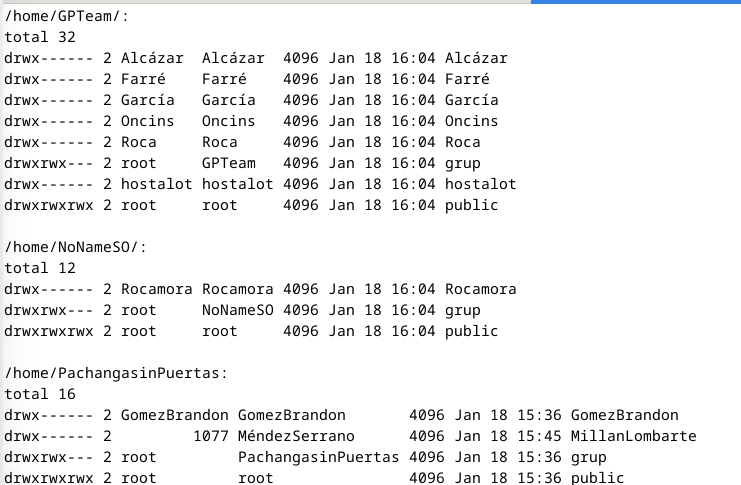 /home/GPTeam/:
total 32
drwx------ 2 Alcázar  Alcázar  4096 Jan 18 16:04 Alcázar
drwx------ 2 Farré    Farré    4096 Jan 18 16:04 Farré
drwx------ 2 García   García   4096 Jan 18 16:04 García
drwx------ 2 Oncins   Oncins   4096 Jan 18 16:04 Oncins
drwx------ 2 Roca     Roca     4096 Jan 18 16:04 Roca
drwxrwx--- 2 root     GPTeam   4096 Jan 18 16:04 grup
drwx------ 2 hostalot hostalot 4096 Jan 18 16:04 hostalot
drwxrwxrwx 2 root     root     4096 Jan 18 16:04 public

/home/NoNameSO/:
total 12
drwx------ 2 Rocamora Rocamora 4096 Jan 18 16:04 Rocamora
drwxrwx--- 2 root     NoNameSO 4096 Jan 18 16:04 grup
drwxrwxrwx 2 root     root     4096 Jan 18 16:04 public

/home/PachangasinPuertas:
total 16
drwx------ 2 GomezBrandon GomezBrandon       4096 Jan 18 15:36 GomezBrandon
drwx------ 2         1077 MéndezSerrano      4096 Jan 18 15:45 MillanLombarte
drwxrwx--- 2 root         PachangasinPuertas 4096 Jan 18 15:36 grup
drwxrwxrwx 2 root         root               4096 Jan 18 15:36 public